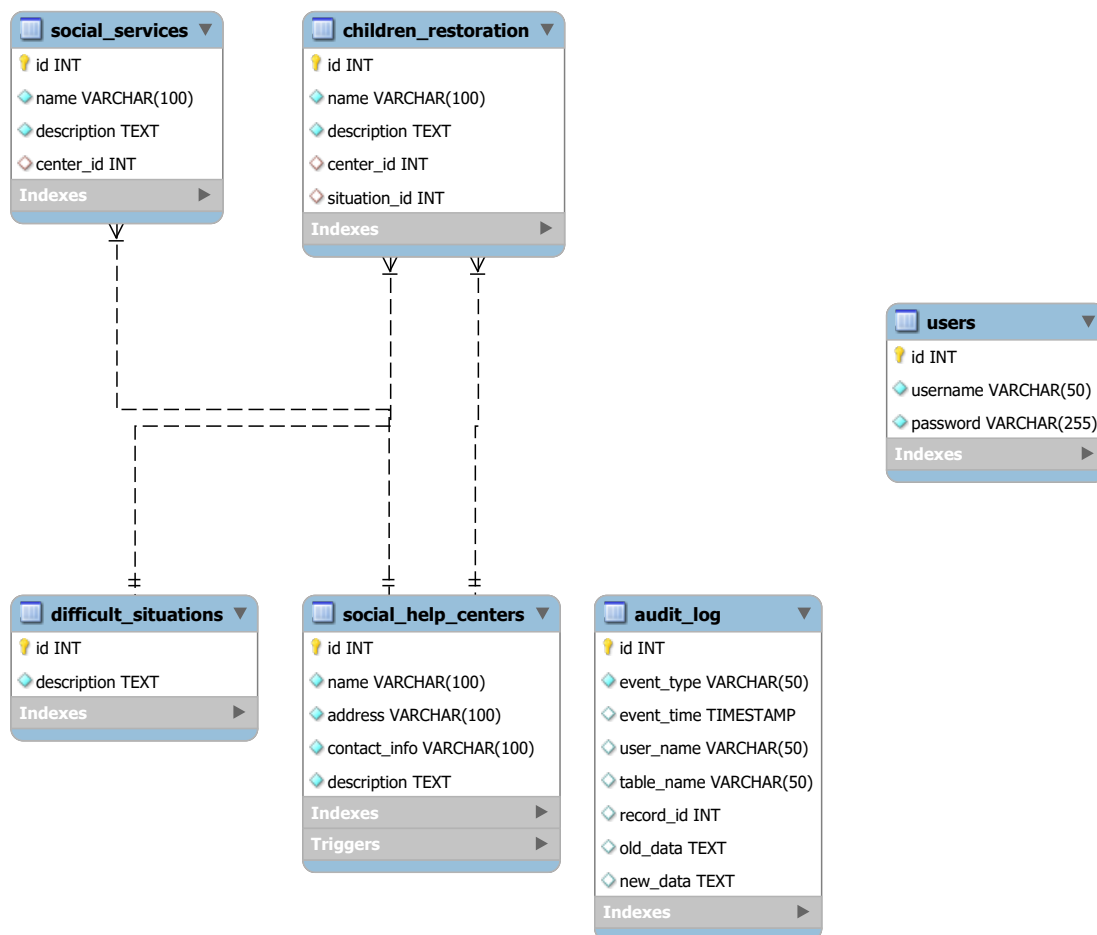 social_services
id INT
name VARCHAR(100)
description TEXT
center_id INT
Indexes
children_restoration
id INT
name VARCHAR(100)
description TEXT
center_id INT
situation_id INT
Indexes
users
id INT
username VARCHAR(50)
password VARCHAR(255)
Indexes
difficult_situations
id INT
description TEXT
Indexes
social_help_centers
id INT
name VARCHAR(100)
address VARCHAR(100)
contact_info VARCHAR(100)
description TEXT
Indexes
Triggers
audit_log
id INT
event_type VARCHAR(50)
event_time TIMESTAMP
user_name VARCHAR(50)
table_name VARCHAR(50)
record_id INT
old_data TEXT
new_data TEXT
Indexes